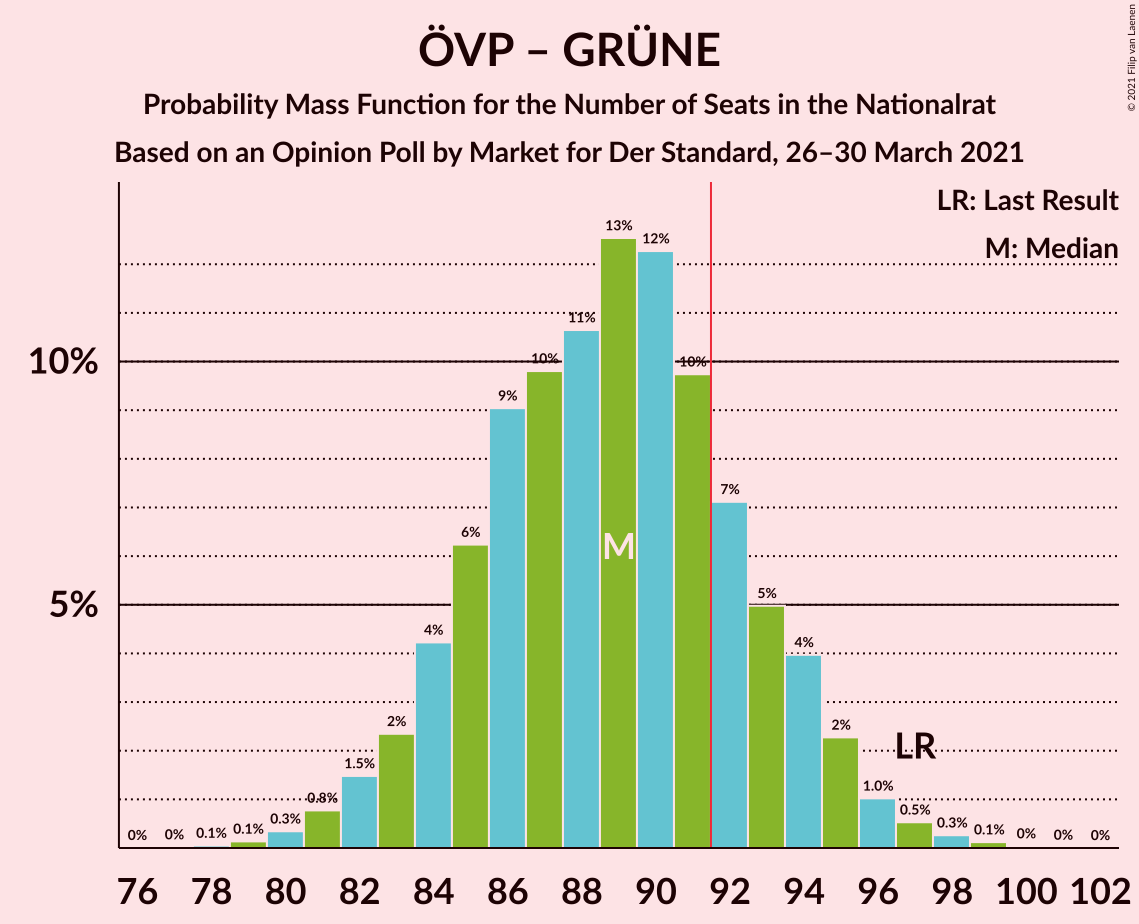 ÖVP – GRÜNE
Probability Mass Function for the Number of Seats in the Nationalrat
Based on an Opinion Poll by Market for Der Standard, 26–30 March 2021
© 2021 Filip van Laenen
LR: Last Result
M: Median
10%
5%
0% 0% 0.1% 0.1% 0.3% 0.8% 1.5% 2% 4% 6% 9% 10% 11% 13% 12% 10% 7% 5% 4% 2% 1.0% 0.5% 0.3% 0.1% 0% 0% 0%
M
LR
76 78 80 82 84 86 88 90 92 94 96 98 100 102